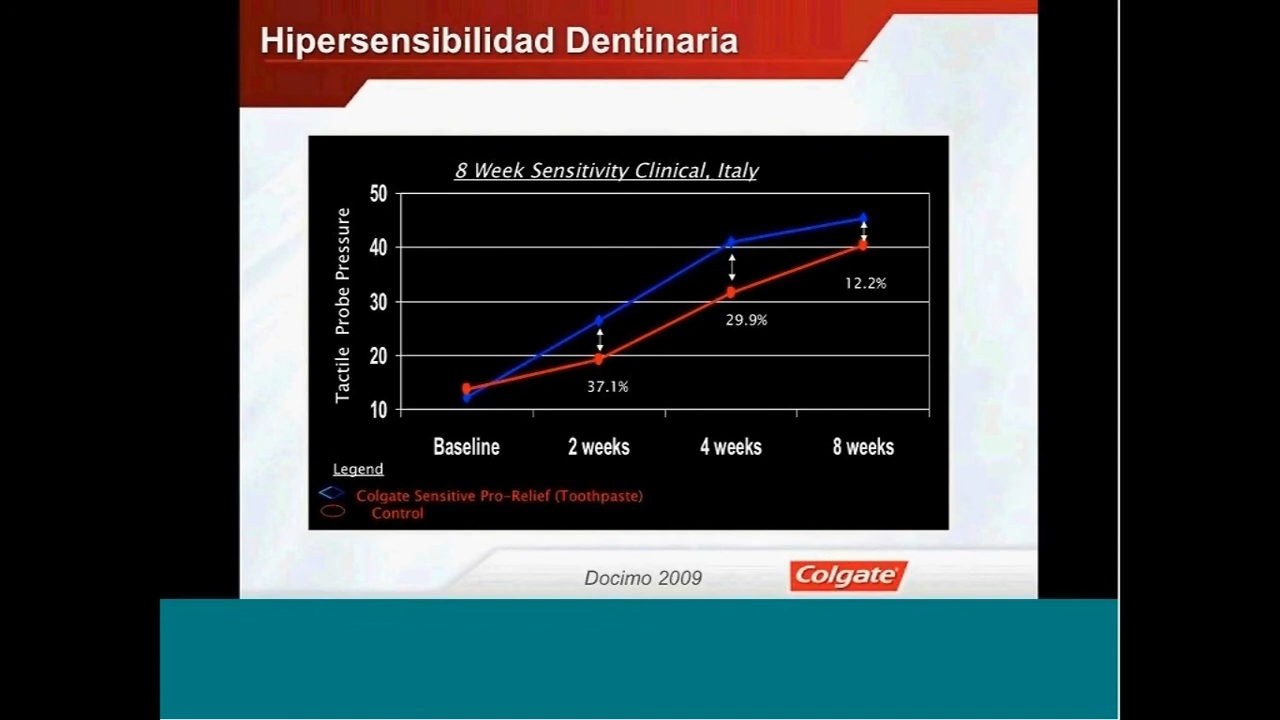 Hipersensibilidad Dentinaria
8 Week Sensitivity Clinical, Italy
Tactile Probe Pressure
50
40
30
20
10
12.2%
29.9%
37.1%
Baseline 2 weeks 4 weeks 8 weeks
Legend
Colgate Sensitive Pro-Relief (Toothpaste)
Control
Docimo 2009
Colgate